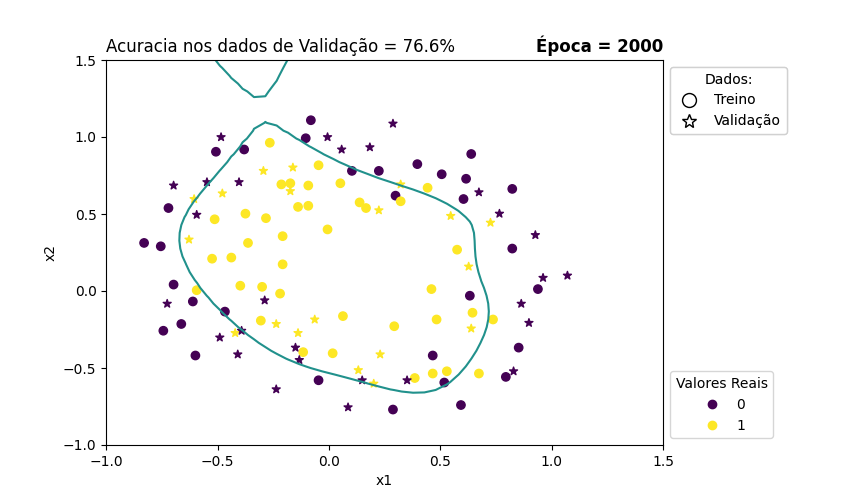 Acuracia nos dados de Validação = 76.6%
Época = 2000
Dados:
Treino
Validação
1.5
1.0
0.5
0.0
−0.5
−1.0
x2
−1.0
−0.5
0.0
0.5
1.0
1.5
x1
Valores Reais
0
1